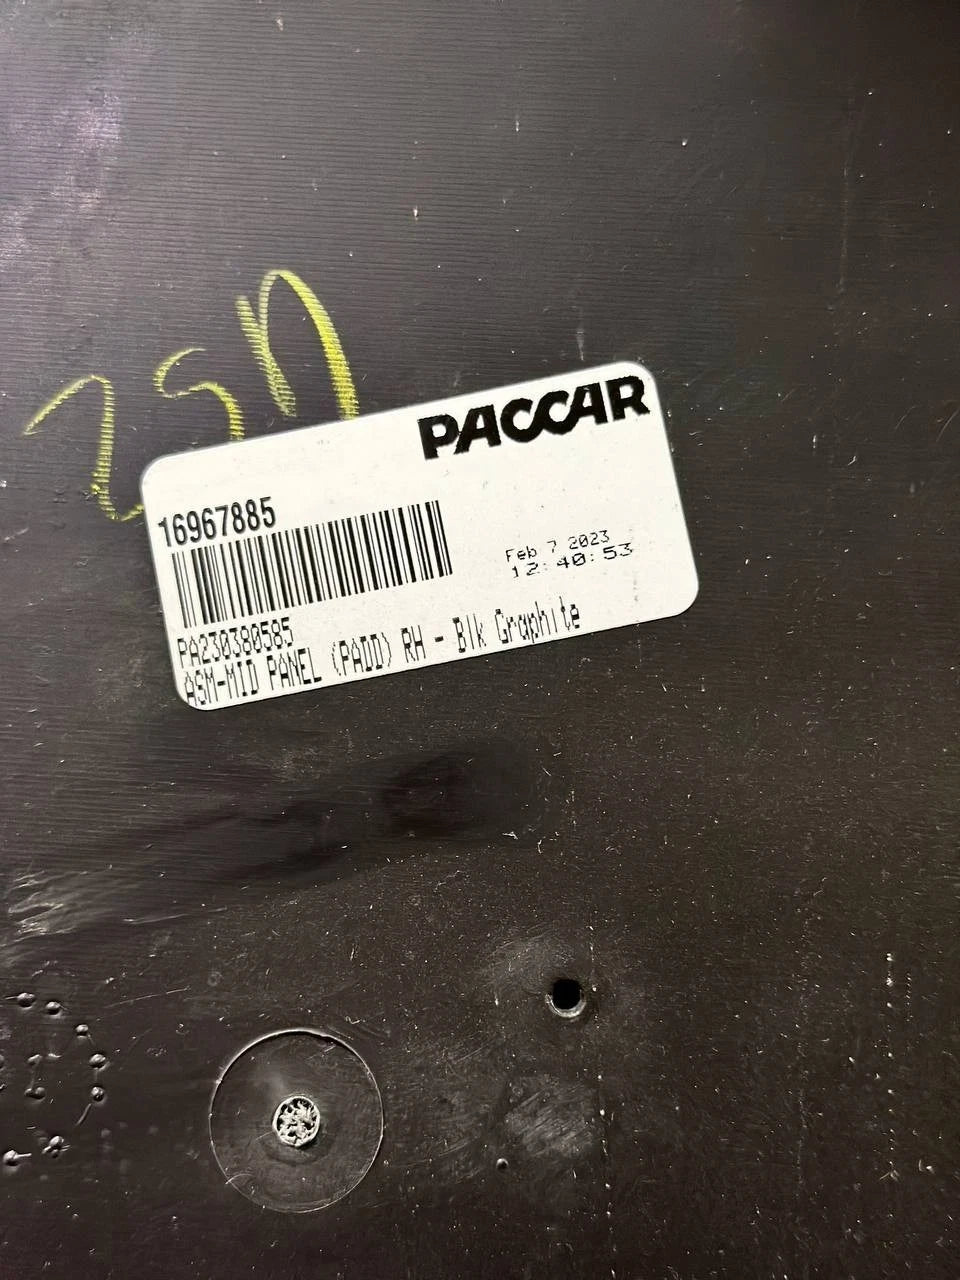 PACCAR
16967885
Feb 7 2023
12:40:53
PA230380585
ASM-MID PANEL (PADD) RH - Blk Graphite